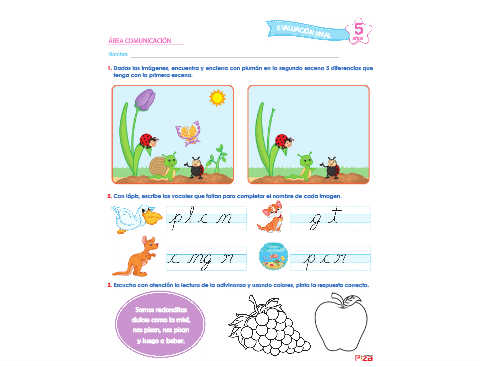 EVALUACIÓN FINAL
5
años
ÁREA COMUNICACIÓN
Nombre:
1. Dadas las imágenes, encuentra y encierra con plumón en la segunda escena 5 diferencias que
tenga con la primera escena.
2. Con lápiz, escribe las vocales que faltan para completar el nombre de cada imagen.
p l c n
g t
c ng r
p c n
3. Escucha con atención la lectura de la adivinanza y usando colores, pinta la respuesta correcta.
Somos redonditas
dulces como la miel,
nos pisan, nos pisan
y luego a beber.